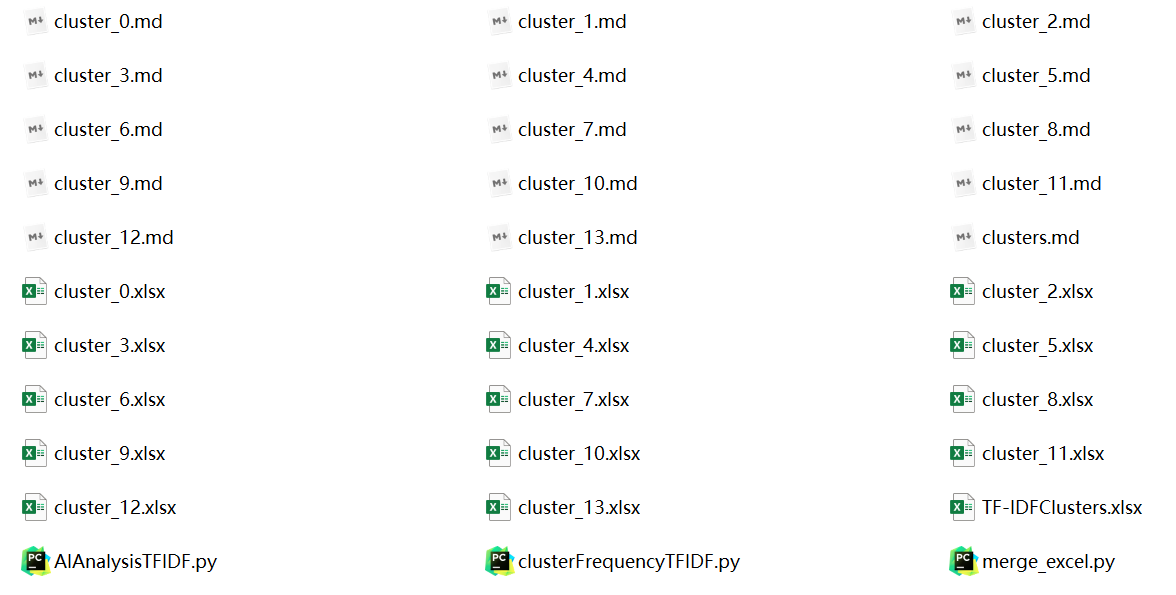 cluster_0.md cluster_1.md cluster_2.md
cluster_3.md cluster_4.md cluster_5.md
cluster_6.md cluster_7.md cluster_8.md
cluster_9.md cluster_10.md cluster_11.md
cluster_12.md cluster_13.md clusters.md
cluster_0.xlsx cluster_1.xlsx cluster_2.xlsx
cluster_3.xlsx cluster_4.xlsx cluster_5.xlsx
cluster_6.xlsx cluster_7.xlsx cluster_8.xlsx
cluster_9.xlsx cluster_10.xlsx cluster_11.xlsx
cluster_12.xlsx cluster_13.xlsx TF-IDFClusters.xlsx
AIAnalysisTFIDF.py clusterFrequencyTFIDF.py merge_excel.py